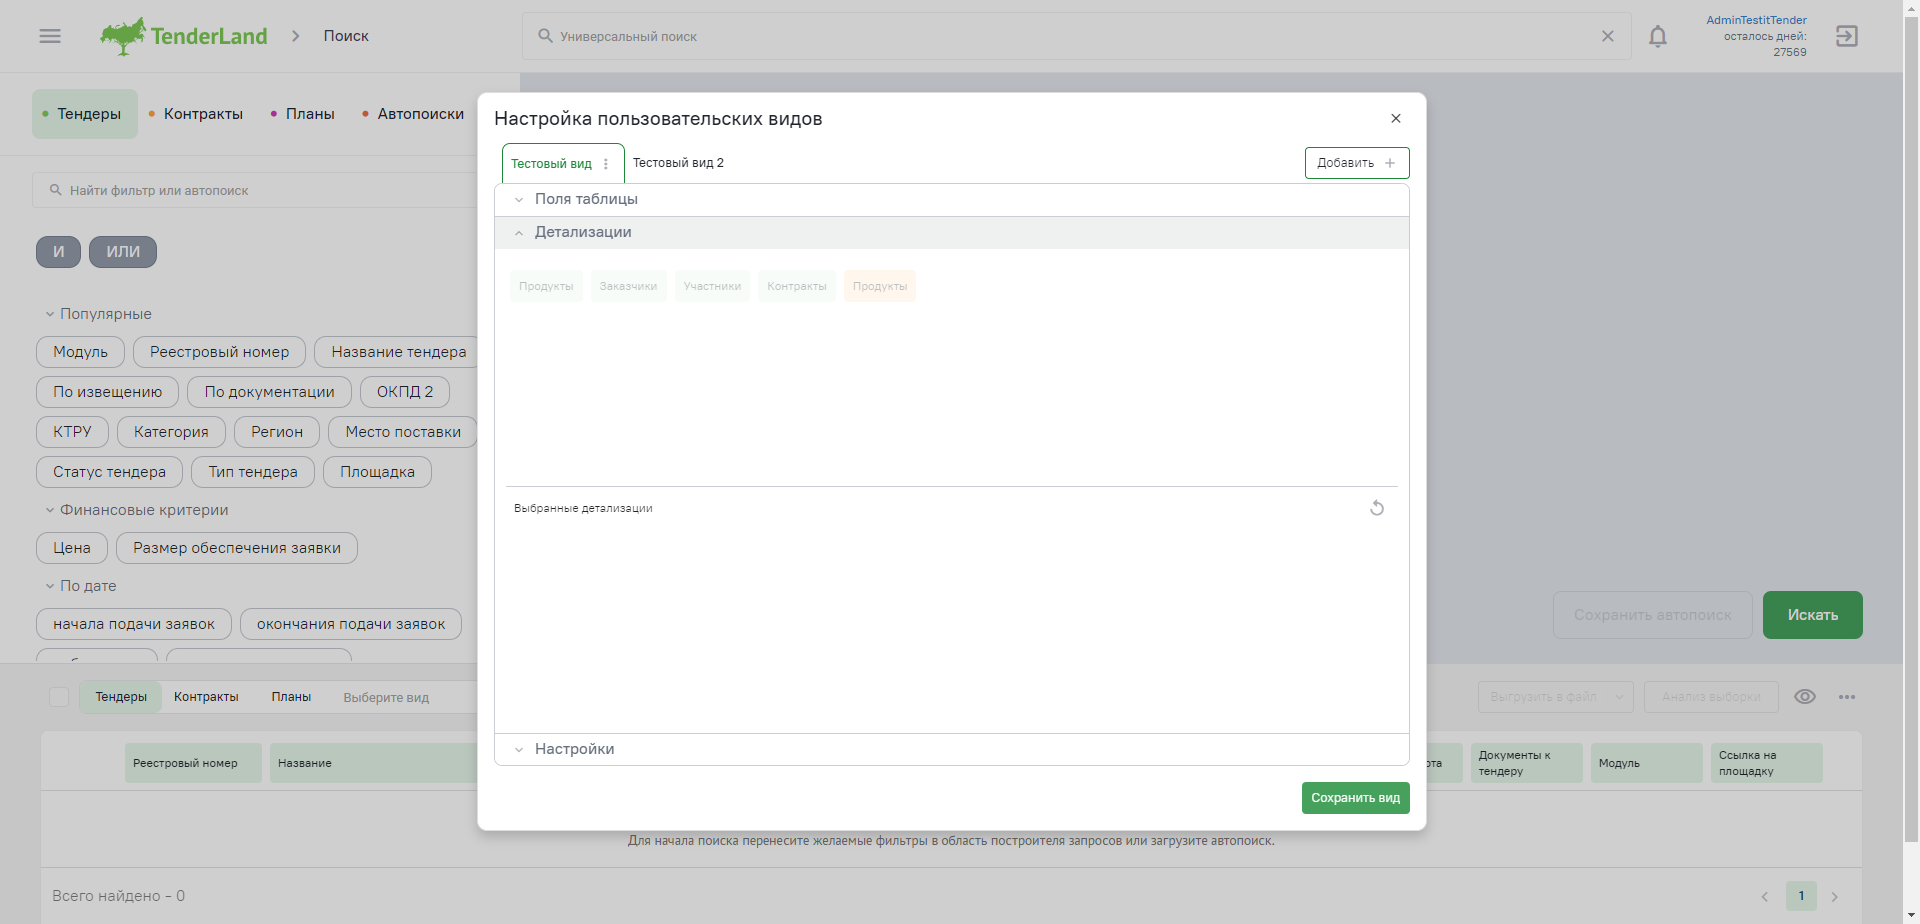 TenderLand
Поиск
Универсальный поиск
AdminTestitTender
осталось дней:
27569
Тендеры
Контракты
Планы
Автопоиски
Найти фильтр или автопоиск
И
ИЛИ
Популярные
Модуль
Реестровый номер
Название тендера
По извещению
По документации
ОКПД 2
КТРУ
Категория
Регион
Место поставки
Статус тендера
Тип тендера
Площадка
Финансовые критерии
Цена
Размер обеспечения заявки
По дате
начала подачи заявок
окончания подачи заявок
Настройка пользовательских видов
Тестовый вид
Тестовый вид 2
Добавить
Поля таблицы
Детализации
Продукты
Заказчики
Участники
Контракты
Продукты
Выбранные детализации
Настройки
Сохранить вид
Сохранить автопоиск
Искать
Тендеры
Контракты
Планы
Выберите вид
Выгрузить в файл
Анализ выборки
Реестровый номер
Название
ота
Документы к
тендеру
Модуль
Ссылка на
площадку
Для начала поиска перенесите желаемые фильтры в область построителя запросов или загрузите автопоиск.
Всего найдено - 0
1